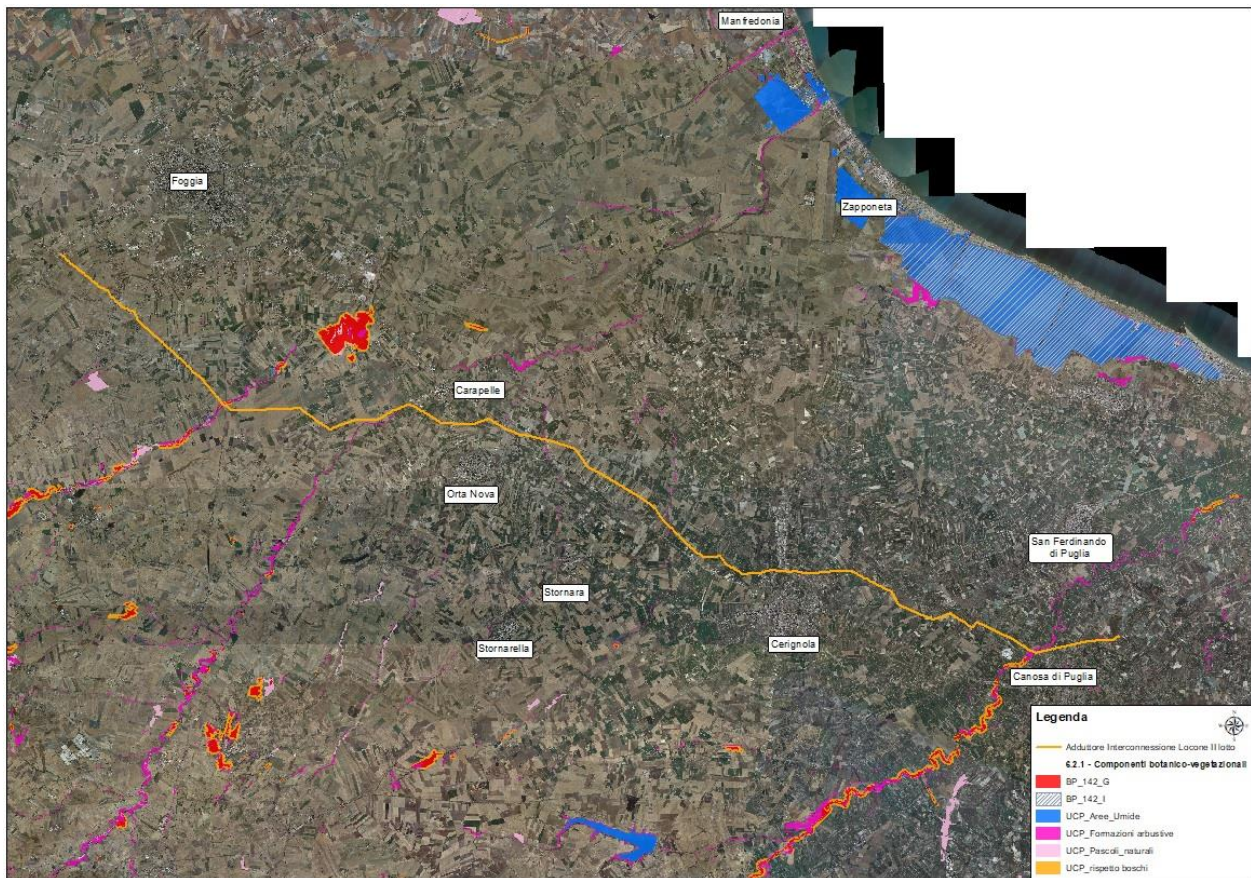 Manfredonia
Foggia
Zapponeta
Carapelle
Orta Nova
San Ferdinando
di Puglia
Stornara
Stornarella
Cerignola
Canosa di Puglia
Legenda
Adduttore Interconnessione Locone II lotto
6.2.1 - Componenti botanico-vegetazionali
BP_142_G
BP_142_I
UCP_Aree_Umide
UCP_Formazioni arbustive
UCP_Pascoli_naturali
UCP_rispetto boschi